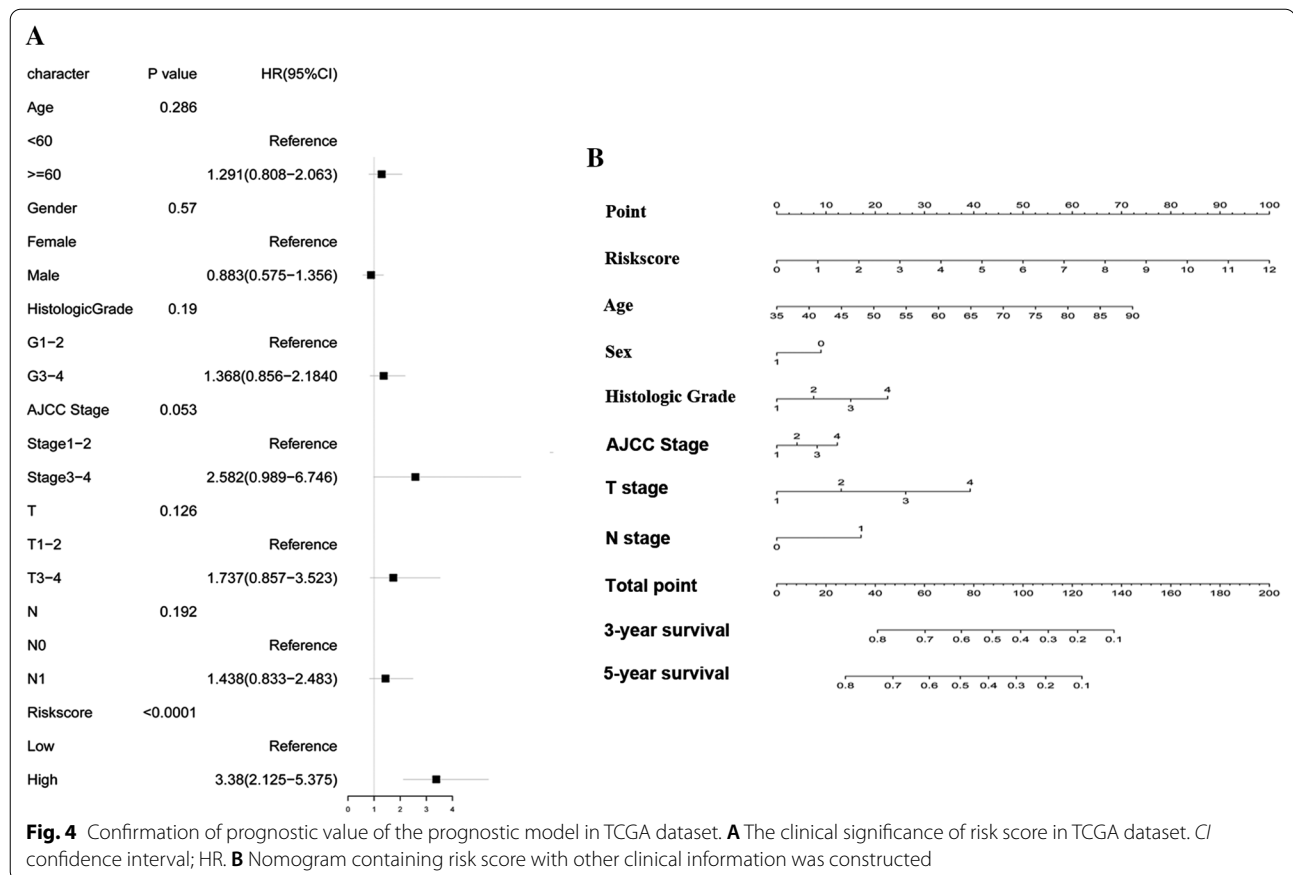 A
character P value HR(95%CI)
Age 0.286
<60 Reference
>=60 1.291(0.808−2.063)
Gender 0.57
Female Reference
Male 0.883(0.575−1.356)
HistologicGrade 0.19
G1−2 Reference
G3−4 1.368(0.856−2.1840
AJCC Stage 0.053
Stage1−2 Reference
Stage3−4 2.582(0.989−6.746)
T 0.126
T1−2 Reference
T3−4 1.737(0.857−3.523)
N 0.192
N0 Reference
N1 1.438(0.833−2.483)
Riskscore <0.0001
Low Reference
High 3.38(2.125−5.375)
0 1 2 3 4
B
Point 0 10 20 30 40 50 60 70 80 90 100
Riskscore 0 1 2 3 4 5 6 7 8 9 10 11 12
Age 35 40 45 50 55 60 65 70 75 80 85 90
Sex 1 0
Histologic Grade 1 2 3 4
AJCC Stage 1 2 3 4
T stage 1 2 3 4
N stage 0 1
Total point 0 20 40 60 80 100 120 140 160 180 200
3-year survival 0.8 0.7 0.6 0.5 0.4 0.3 0.2 0.1
5-year survival 0.8 0.7 0.6 0.5 0.4 0.3 0.2 0.1
Fig. 4 Confirmation of prognostic value of the prognostic model in TCGA dataset. A The clinical significance of risk score in TCGA dataset. CI
confidence interval; HR. B Nomogram containing risk score with other clinical information was constructed